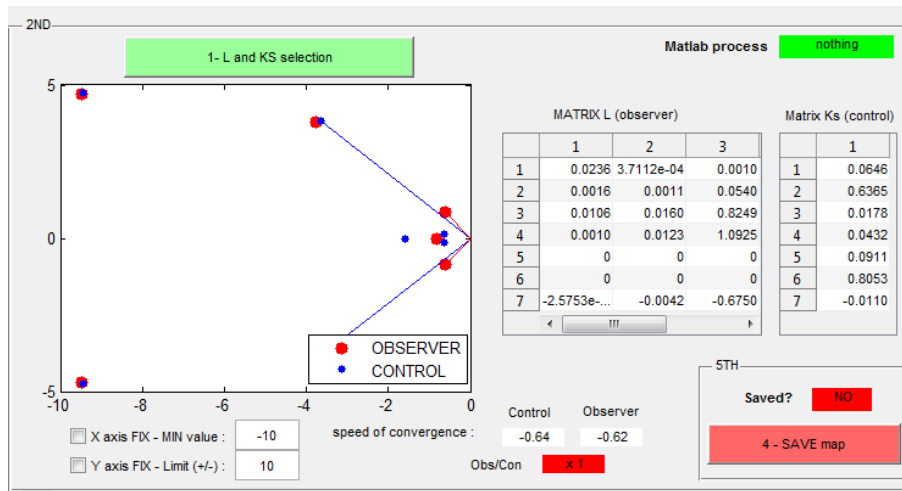 2ND
1- L and KS selection
Matlab process
nothing
5
0
-5
-10
-8
-6
-4
-2
0
OBSERVER
CONTROL
MATRIX L (observer)
1 2 3
1 0.0236 3.7112e-04 0.0010
2 0.0016 0.0011 0.0540
3 0.0106 0.0160 0.8249
4 0.0010 0.0123 1.0925
5 0 0 0
6 0 0 0
7 -2.5753e-... -0.0042 -0.6750
Matrix Ks (control)
1
1 0.0646
2 0.6365
3 0.0178
4 0.0432
5 0.0911
6 0.8053
7 -0.0110
X axis FIX - MIN value : -10
Y axis FIX - Limit (+/-) : 10
Control Observer
speed of convergence : -0.64 -0.62
Obs/Con x 1
5TH
Saved? NO
4 - SAVE map